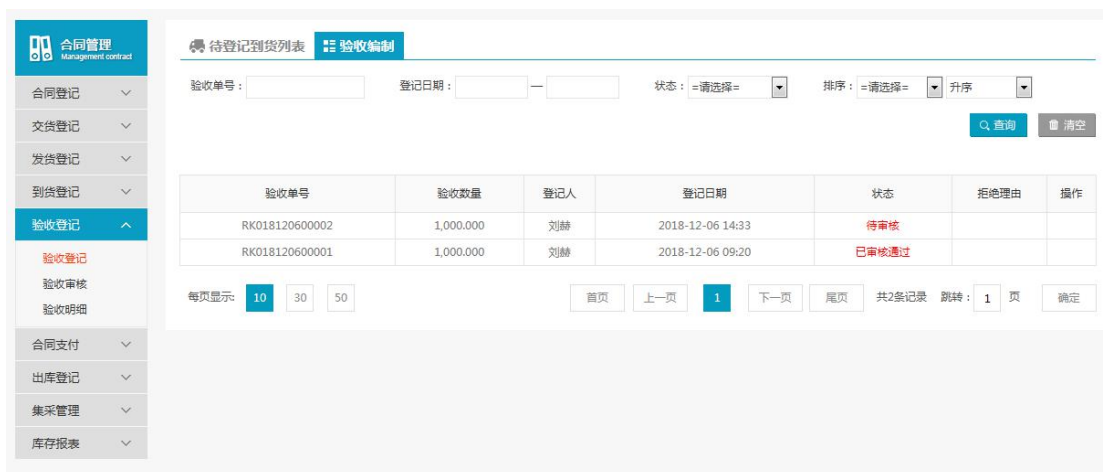 合同管理
Management contract
合同登记
交货登记
发货登记
到货登记
验收登记
验收登记
验收审核
验收明细
合同支付
出库登记
集采管理
库存报表
待登记到货列表 验收编制
验收单号： 登记日期： — 状态： =请选择= 排序： =请选择= 升序
查询 清空
验收单号 验收数量 登记人 登记日期 状态 拒绝理由 操作
RK018120600002 1,000.000 刘赫 2018-12-06 14:33 待审核
RK018120600001 1,000.000 刘赫 2018-12-06 09:20 已审核通过
每页显示: 10 30 50 首页 上一页 1 下一页 尾页 共2条记录 跳转： 1 页 确定